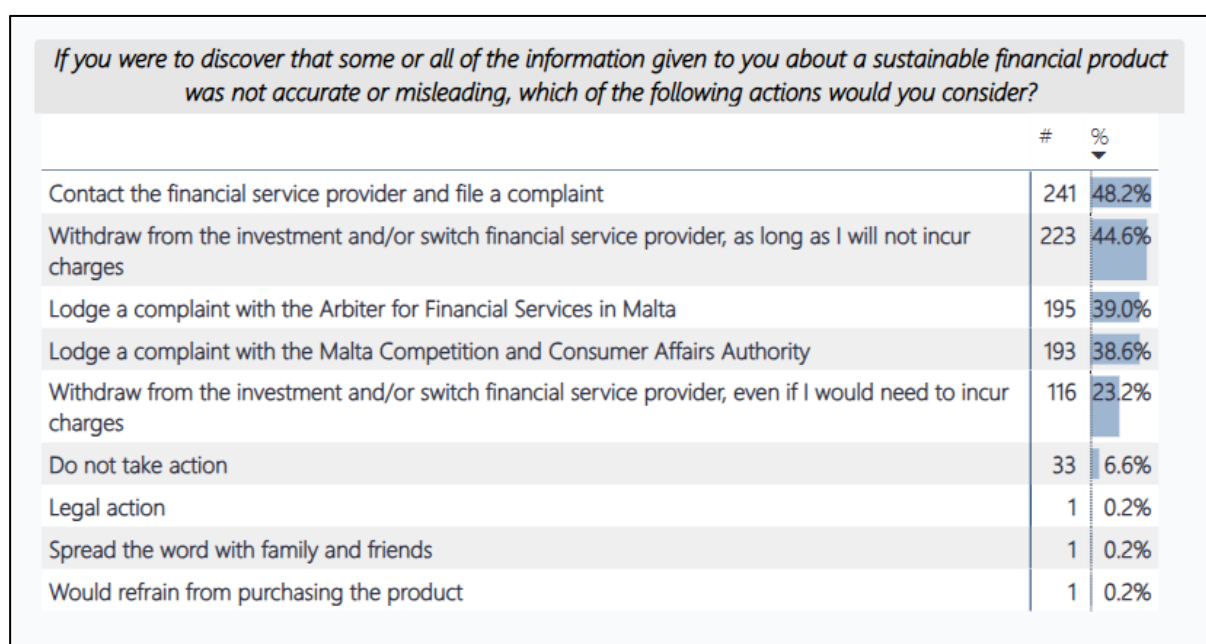 If you were to discover that some or all of the information given to you about a sustainable financial product
was not accurate or misleading, which of the following actions would you consider?
# %
Contact the financial service provider and file a complaint 241 48.2%
Withdraw from the investment and/or switch financial service provider, as long as I will not incur 223 44.6%
charges
Lodge a complaint with the Arbiter for Financial Services in Malta 195 39.0%
Lodge a complaint with the Malta Competition and Consumer Affairs Authority 193 38.6%
Withdraw from the investment and/or switch financial service provider, even if I would need to incur 116 23.2%
charges
Do not take action 33 6.6%
Legal action 1 0.2%
Spread the word with family and friends 1 0.2%
Would refrain from purchasing the product 1 0.2%